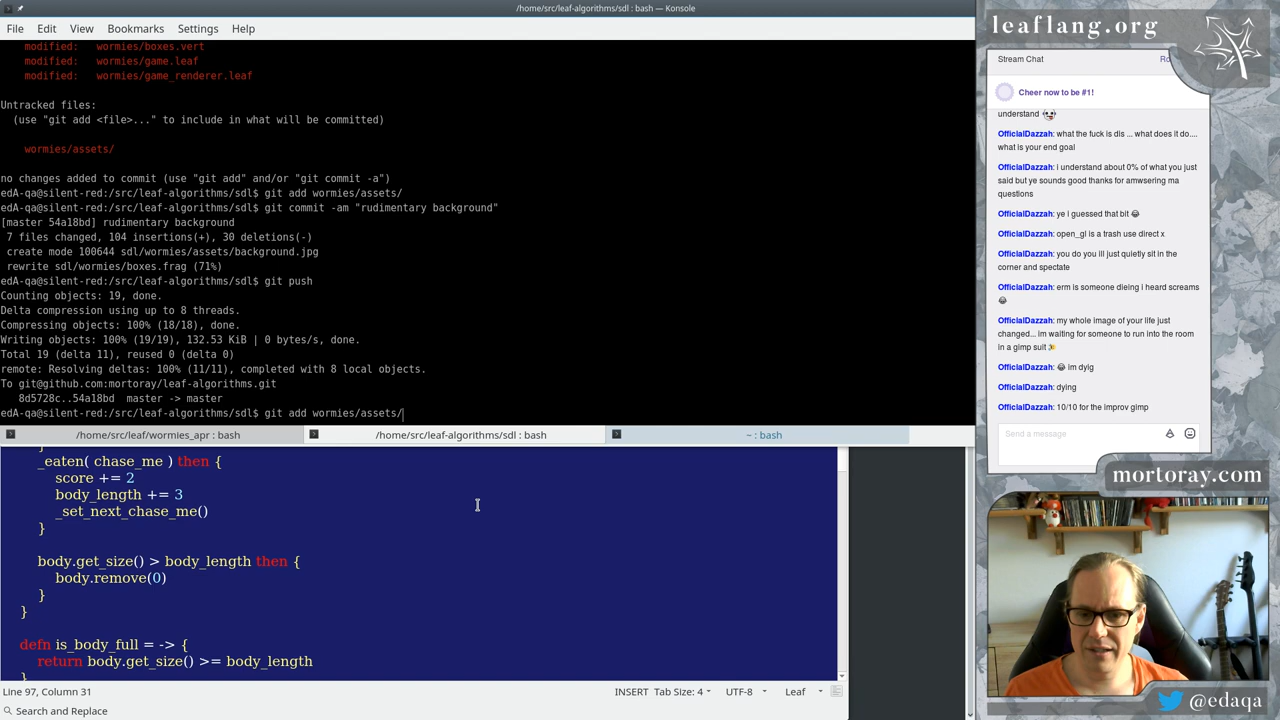 /home/src/leaf-algorithms/sdl : bash — Konsole
File Edit View Bookmarks Settings Help
modified:   wormies/boxes.vert
modified:   wormies/game.leaf
modified:   wormies/game_renderer.leaf
Untracked files:
(use "git add <file>..." to include in what will be committed)
wormies/assets/
no changes added to commit (use "git add" and/or "git commit -a")
edA-qa@silent-red:/src/leaf-algorithms/sdl$ git add wormies/assets/
edA-qa@silent-red:/src/leaf-algorithms/sdl$ git commit -am "rudimentary background"
[master 54a18bd] rudimentary background
7 files changed, 104 insertions(+), 30 deletions(-)
create mode 100644 sdl/wormies/assets/background.jpg
rewrite sdl/wormies/boxes.frag (71%)
edA-qa@silent-red:/src/leaf-algorithms/sdl$ git push
Counting objects: 19, done.
Delta compression using up to 8 threads.
Compressing objects: 100% (18/18), done.
Writing objects: 100% (19/19), 132.53 KiB | 0 bytes/s, done.
Total 19 (delta 11), reused 0 (delta 0)
remote: Resolving deltas: 100% (11/11), completed with 8 local objects.
To git@github.com:mortoray/leaf-algorithms.git
8d5728c..54a18bd  master -> master
edA-qa@silent-red:/src/leaf-algorithms/sdl$ git add wormies/assets/
/home/src/leaf/wormies_apr : bash
/home/src/leaf-algorithms/sdl : bash
~ : bash
}
_eaten( chase_me ) then {
score += 2
body_length += 3
_set_next_chase_me()
}
body.get_size() > body_length then {
body.remove(0)
}
}
defn is_body_full = -> {
return body.get_size() >= body_length
}
Line 97, Column 31
INSERT Tab Size: 4 UTF-8 Leaf
Search and Replace
leaflang.org
Stream Chat
Ro
Cheer now to be #1!
understand
OfficialDazzah: what the fuck is dis ... what does it do....
what is your end goal
OfficialDazzah: i understand about 0% of what you just
said but ye sounds good thanks for amwsering ma
questions
OfficialDazzah: ye i guessed that bit 😂
OfficialDazzah: open_gl is a trash use direct x
OfficialDazzah: you do you ill just quietly sit in the
corner and spectate
OfficialDazzah: erm is someone dieing i heard screams
😂
OfficialDazzah: my whole image of your life just
changed... im waiting for someone to run into the room
in a gimp suit 🎉
OfficialDazzah: 😂 im dyig
OfficialDazzah: dying
OfficialDazzah: 10/10 for the improv gimp
Send a message
mortoray.com
@edaqa